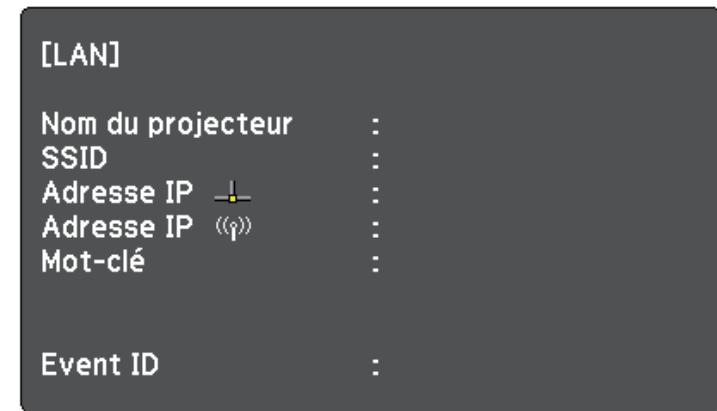 [LAN]
Nom du projecteur :
SSID :
Adresse IP :
Adresse IP :
Mot-clé :
Event ID :